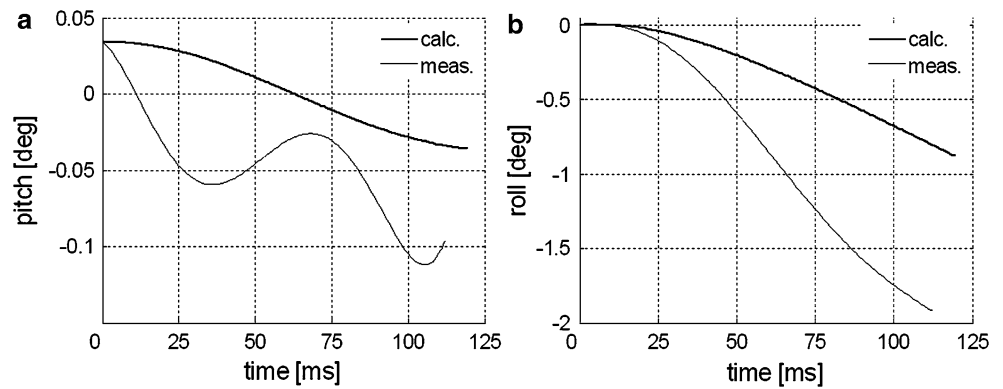 a
0.05
0
-0.05
-0.1
pitch [deg]
calc.
meas.
0 25 50 75 100 125
time [ms]
b
0
-0.5
-1
-1.5
-2
roll [deg]
calc.
meas.
0 25 50 75 100 125
time [ms]